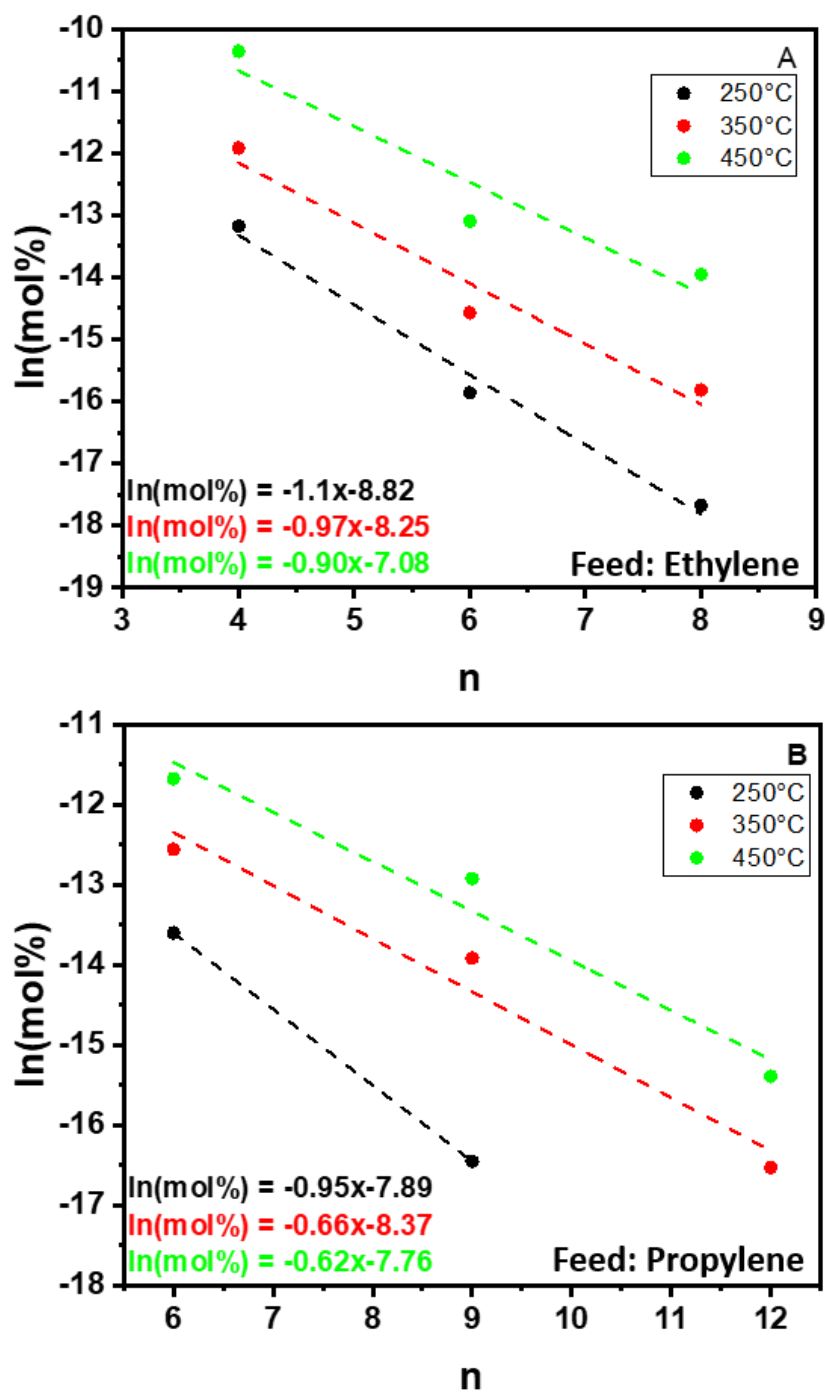 -10
A
250°C
-11
350°C
-12
450°C
-13
ln(mol%)
-14
-15
-16
-17
ln(mol%) = -1.1x-8.82
-18
ln(mol%) = -0.97x-8.25
ln(mol%) = -0.90x-7.08
Feed: Ethylene
-19
3 4 5 6 7 8 9
n
-11
B
250°C
-12
350°C
450°C
-13
-14
ln(mol%)
-15
-16
ln(mol%) = -0.95x-7.89
-17
ln(mol%) = -0.66x-8.37
ln(mol%) = -0.62x-7.76
Feed: Propylene
-18
6 7 8 9 10 11 12
n